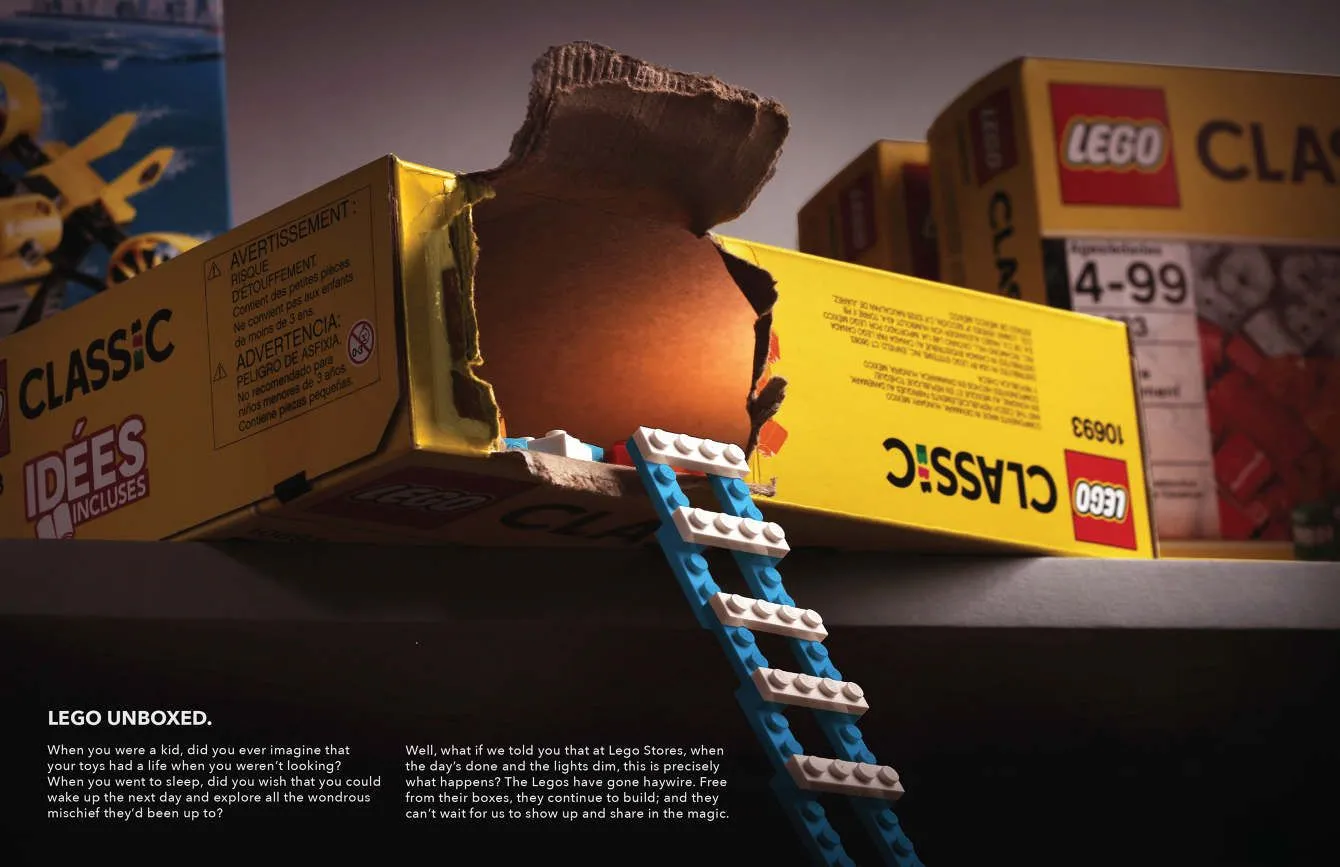 LEGO
CLAS
LEGO
CLAS
4-99
AVERTISSEMENT :
RISQUE
D'ÉTOUFFEMENT.
Contient des petites pièces.
Ne convient pas aux enfants
de moins de 3 ans.
ADVERTENCIA:
PELIGRO DE ASFIXIA.
No recomendado para
niños menores de 3 años.
Contiene piezas pequeñas.
0-3
CLASSIC
IDÉES
INCLUSES
10693
CLASSIC
LEGO
LEGO
CLA
LEGO UNBOXED.
When you were a kid, did you ever imagine that
your toys had a life when you weren't looking?
When you went to sleep, did you wish that you could
wake up the next day and explore all the wondrous
mischief they'd been up to?
Well, what if we told you that at Lego Stores, when
the day's done and the lights dim, this is precisely
what happens? The Legos have gone haywire. Free
from their boxes, they continue to build; and they
can't wait for us to show up and share in the magic.